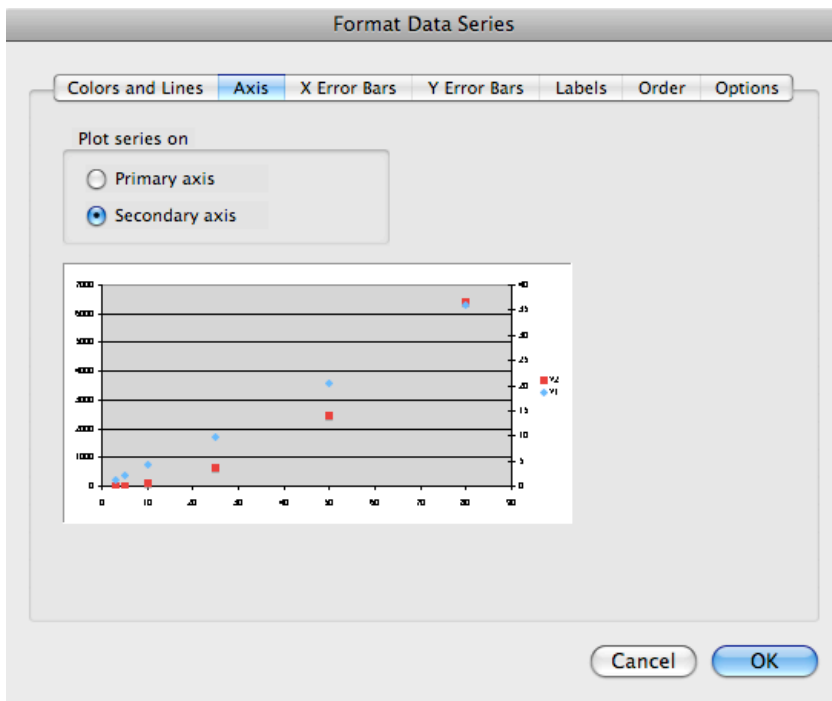 Format Data Series
Colors and Lines Axis X Error Bars Y Error Bars Labels Order Options
Plot series on
Primary axis
Secondary axis
7000
6000
5000
4000
3000
2000
1000
0
40
35
30
25
20
15
10
5
0
Y2
Y1
0 10 20 30 40 50 60 70 80 90
Cancel OK